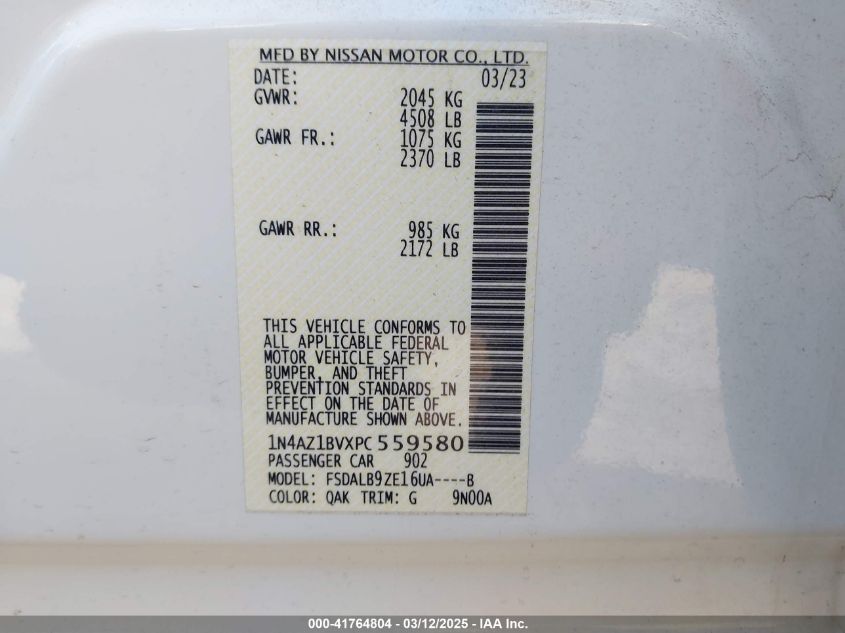 MFD BY NISSAN MOTOR CO., LTD.
DATE: 03/23
GVWR: 2045 KG
4508 LB
GAWR FR.: 1075 KG
2370 LB
GAWR RR.: 985 KG
2172 LB
THIS VEHICLE CONFORMS TO
ALL APPLICABLE FEDERAL
MOTOR VEHICLE SAFETY,
BUMPER, AND THEFT
PREVENTION STANDARDS IN
EFFECT ON THE DATE OF
MANUFACTURE SHOWN ABOVE.
1N4AZ1BVXPC559580
PASSENGER CAR 902
MODEL: FSDALB9ZE16UA----B
COLOR: QAK TRIM: G 9N00A
000-41764804 — 03/12/2025 — IAA Inc.